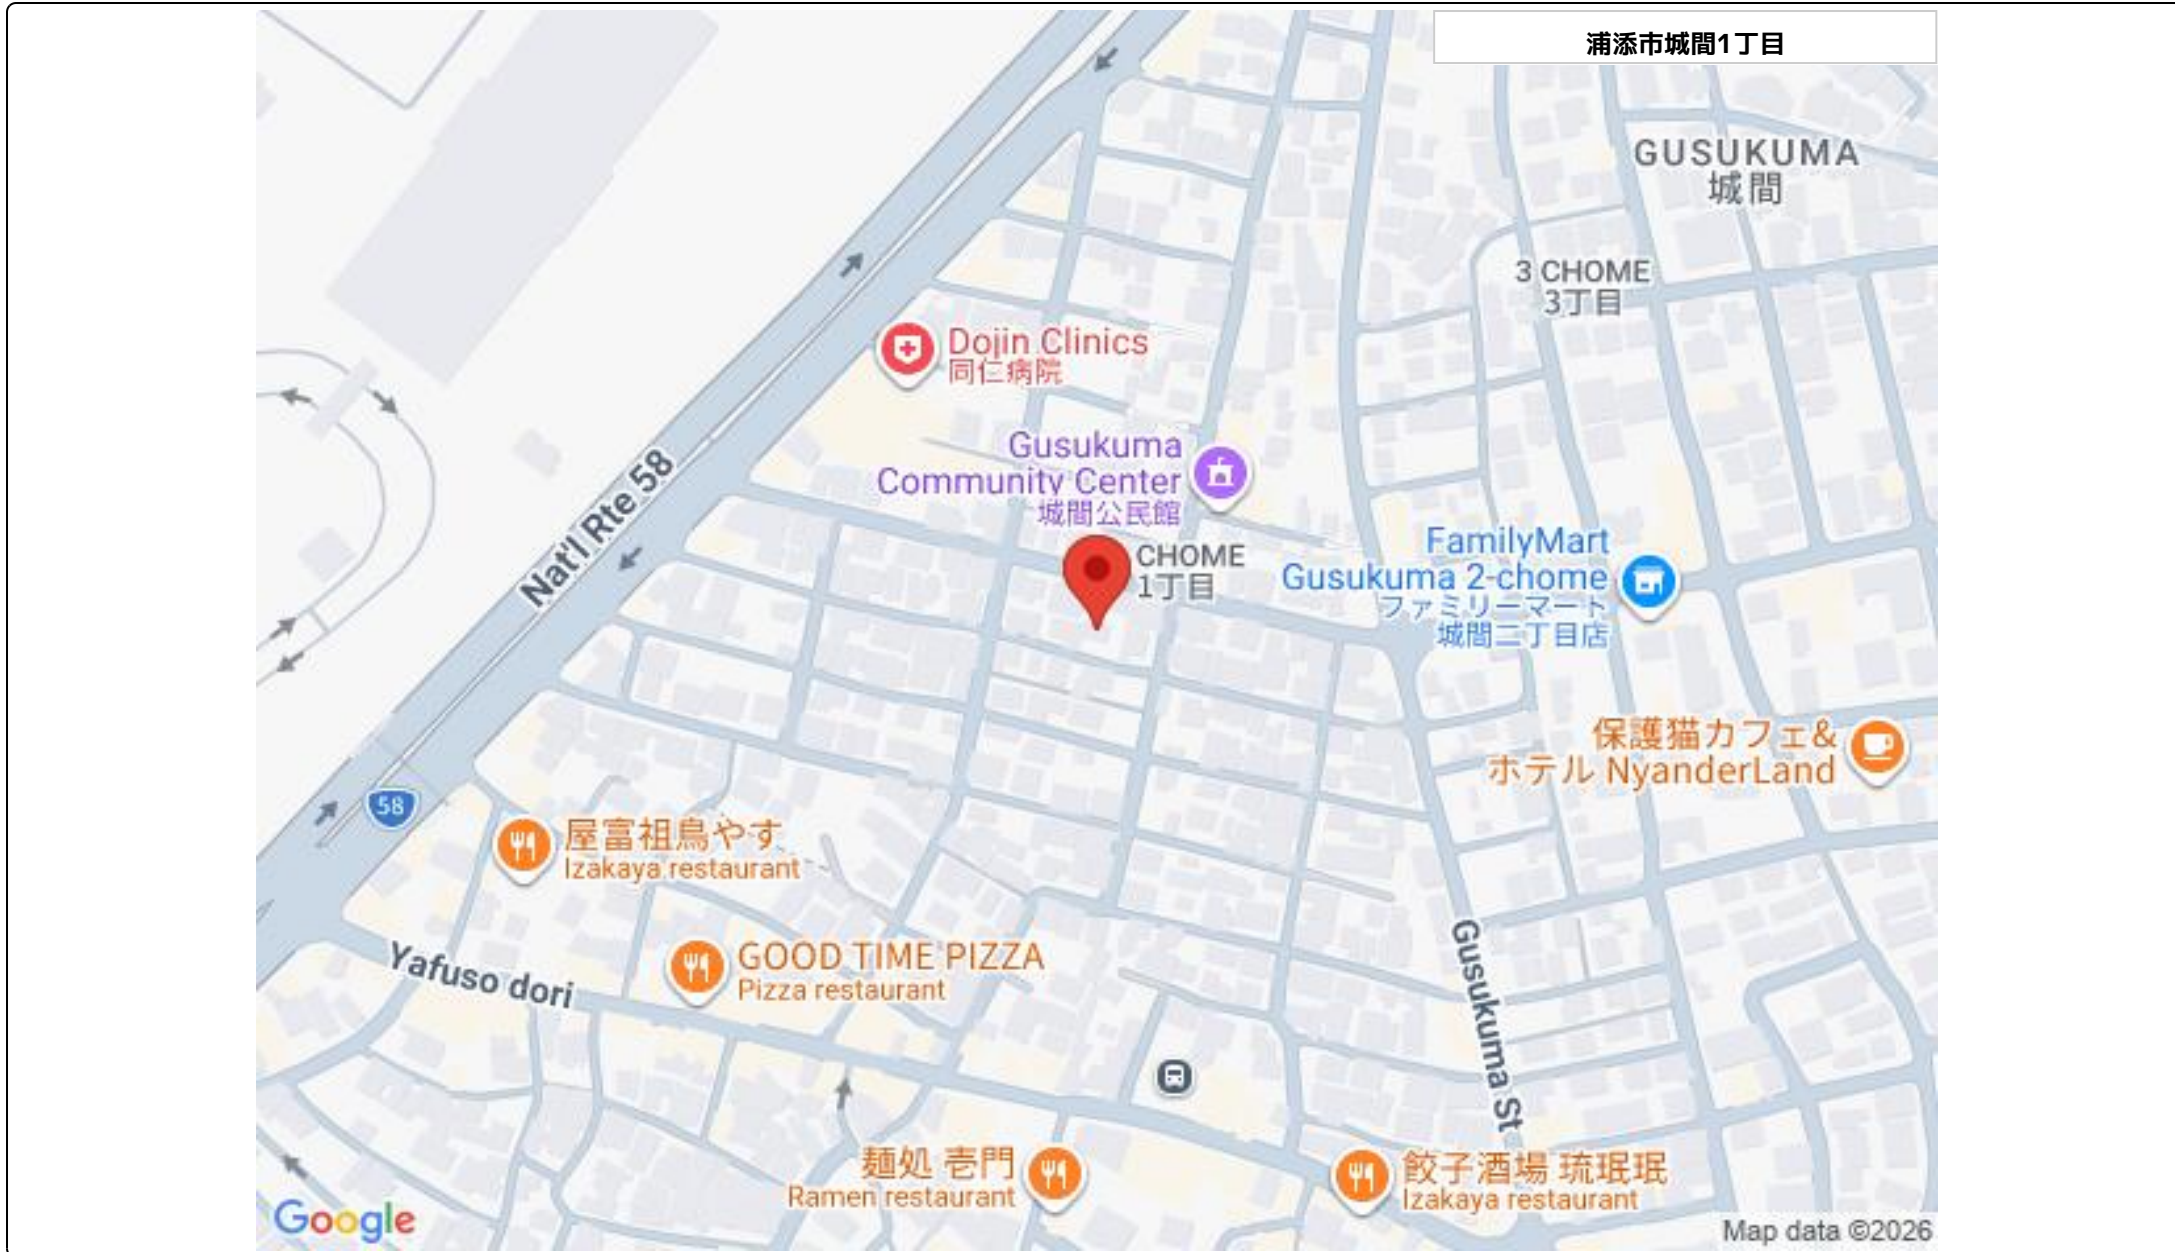 浦添市城間1丁目
GUSUKUMA
城間
3 CHOME
3丁目
Dojin Clinics
同仁病院
Gusukuma
Community Center
城間公民館
Nat'l Rte 58
CHOME
1丁目
FamilyMart
Gusukuma 2-chome
ファミリーマート
城間二丁目店
保護猫カフェ&
ホテル NyanderLand
58
屋富祖鳥やす
Izakaya restaurant
GOOD TIME PIZZA
Pizza restaurant
Yafuso dori
Gusukuma St
麺処 壱門
Ramen restaurant
餃子酒場 琉珉珉
Izakaya restaurant
Google
Map data ©2026